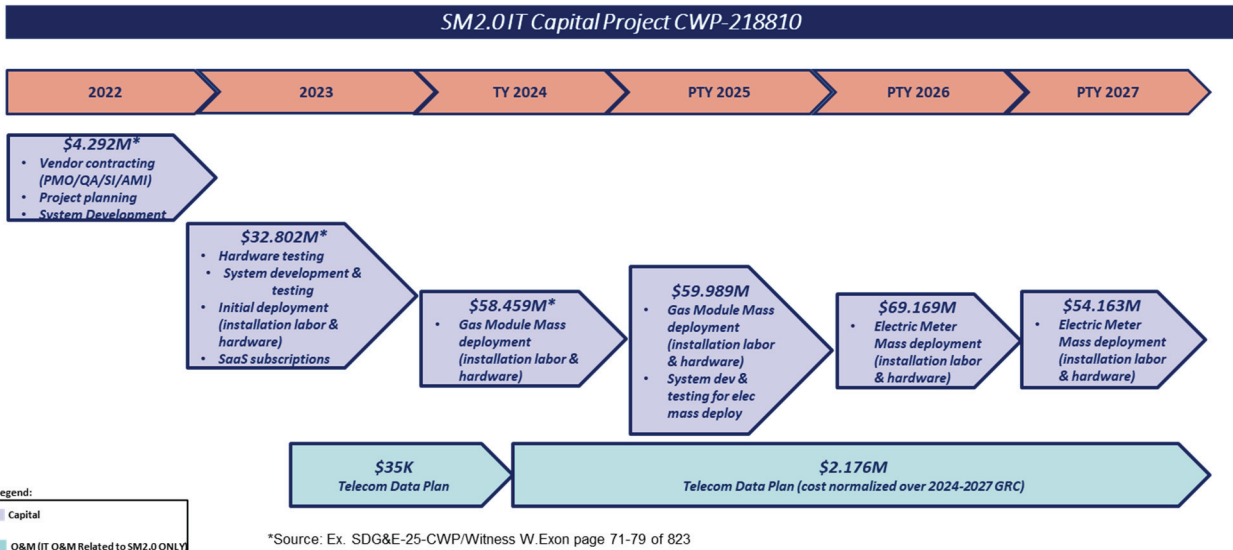 SM2.0 IT Capital Project CWP-218810
2022
2023
TY 2024
PTY 2025
PTY 2026
PTY 2027
$4.292M*
• Vendor contracting
(PMO/QA/SI/AMI)
• Project planning
• System Development
$32.802M*
• Hardware testing
• System development &
testing
• Initial deployment
(installation labor &
hardware)
• SaaS subscriptions
$58.459M*
• Gas Module Mass
deployment
(installation labor &
hardware)
$59.989M
• Gas Module Mass
deployment
(installation labor
& hardware)
• System dev &
testing for elec
mass deploy
$69.169M
• Electric Meter
Mass deployment
(installation labor
& hardware)
$54.163M
• Electric Meter
Mass deployment
(installation labor
& hardware)
$35K
Telecom Data Plan
$2.176M
Telecom Data Plan (cost normalized over 2024-2027 GRC)
egend:
Capital
O&M (IT O&M Related to SM2.0 ONLY)
*Source: Ex. SDG&E-25-CWP/Witness W.Exon page 71-79 of 823